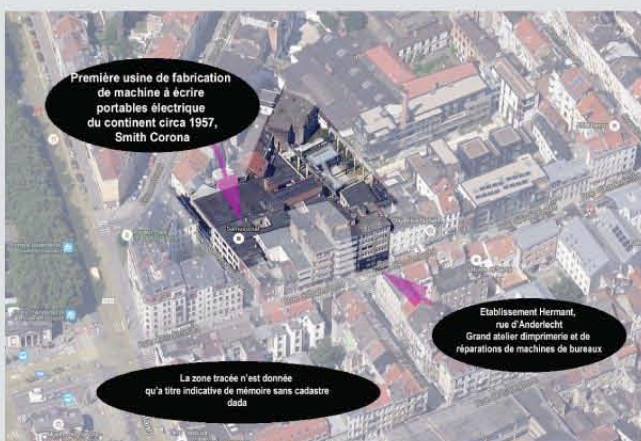 Première usine de fabrication
de machine à écrire
portables électrique
du continent circa 1957,
Smith Corona
Samusocial
Etablissement Hermant,
rue d'Anderlecht
Grand atelier dimprimerie et de
réparations de machines de bureaux
La zone tracée n'est donnée
qu'a titre indicative de mémoire sans cadastre
dada